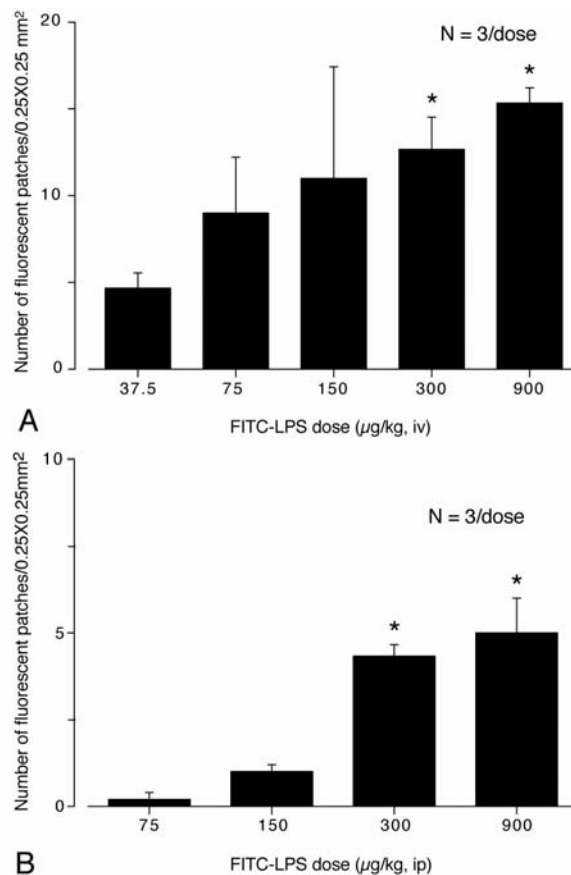 20
N = 3/dose
*
*
Number of fluorescent patches/0.25X0.25 mm²
10
0
37.5 75 150 300 900
A
FITC-LPS dose (µg/kg, iv)
10
N = 3/dose
*
*
Number of fluorescent patches/0.25X0.25mm²
5
0
75 150 300 900
B
FITC-LPS dose (µg/kg, ip)